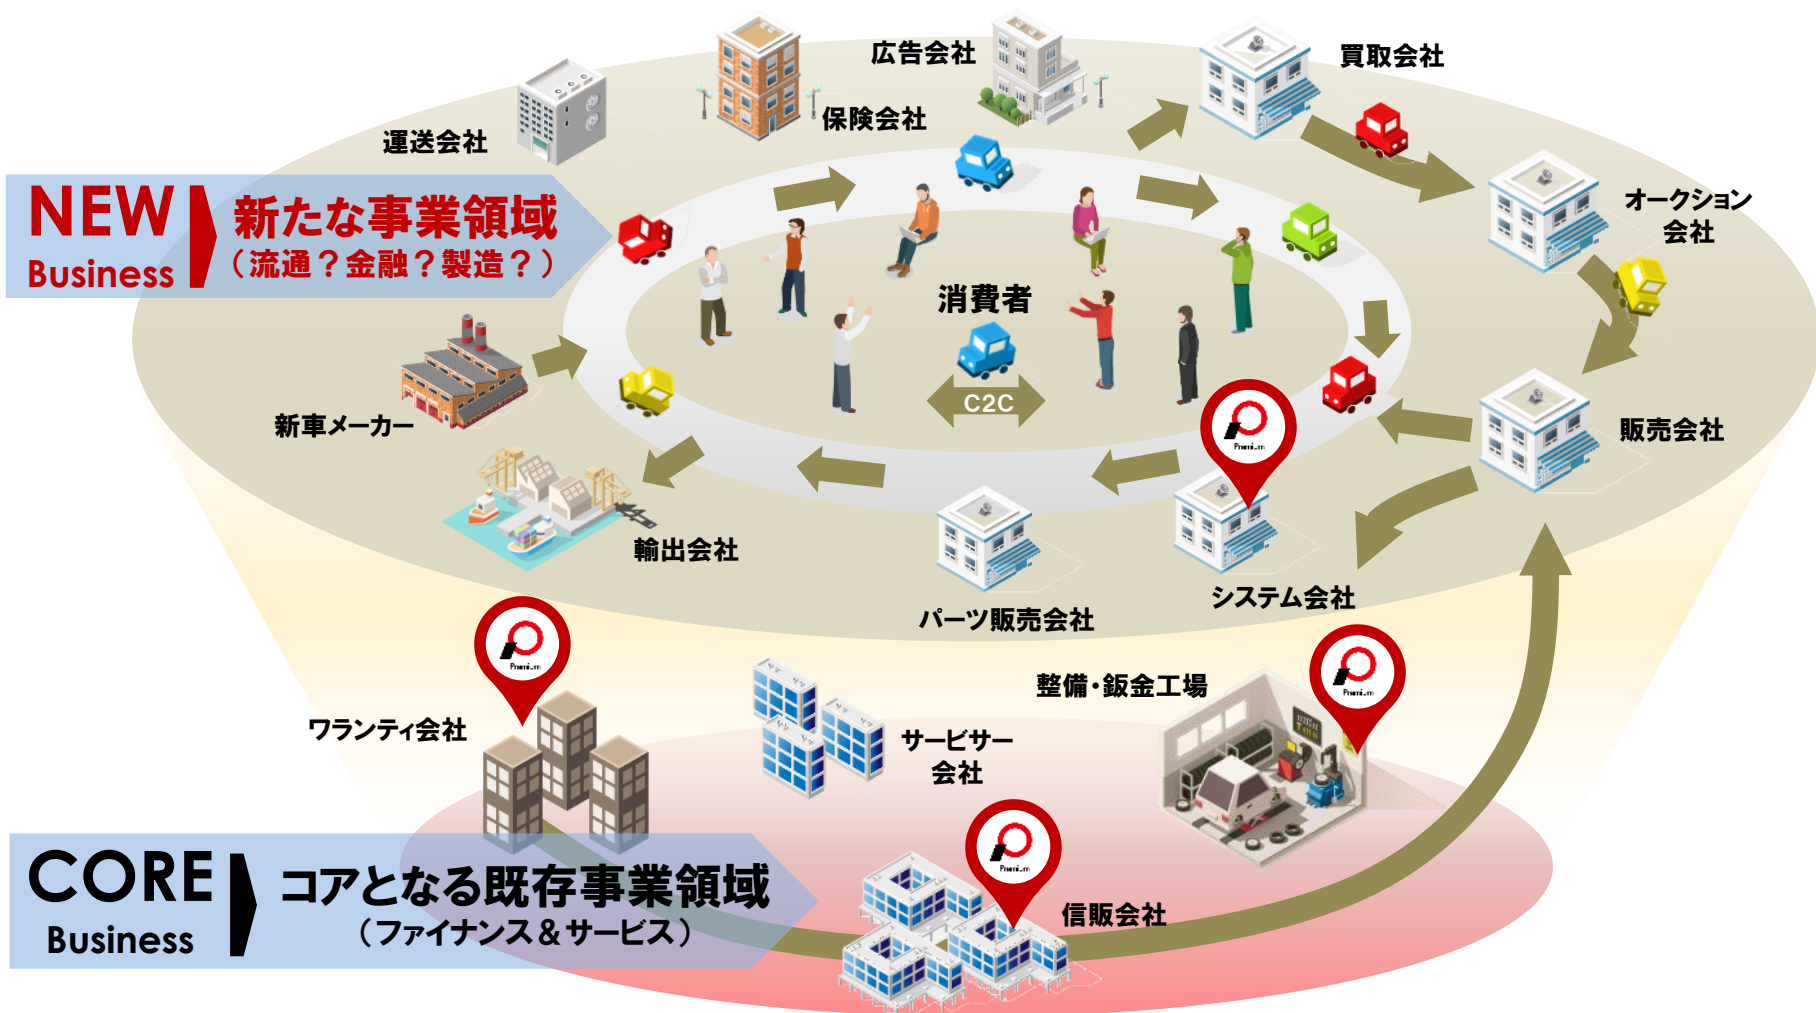 広告会社
買取会社
保険会社
運送会社
NEW
Business
新たな事業領域
（流通？金融？製造？）
オークション
会社
消費者
C2C
新車メーカー
販売会社
Premium
輸出会社
システム会社
パーツ販売会社
Premium
Premium
整備・鈑金工場
ワランティ会社
サービサー
会社
Premium
CORE
Business
コアとなる既存事業領域
（ファイナンス＆サービス）
信販会社